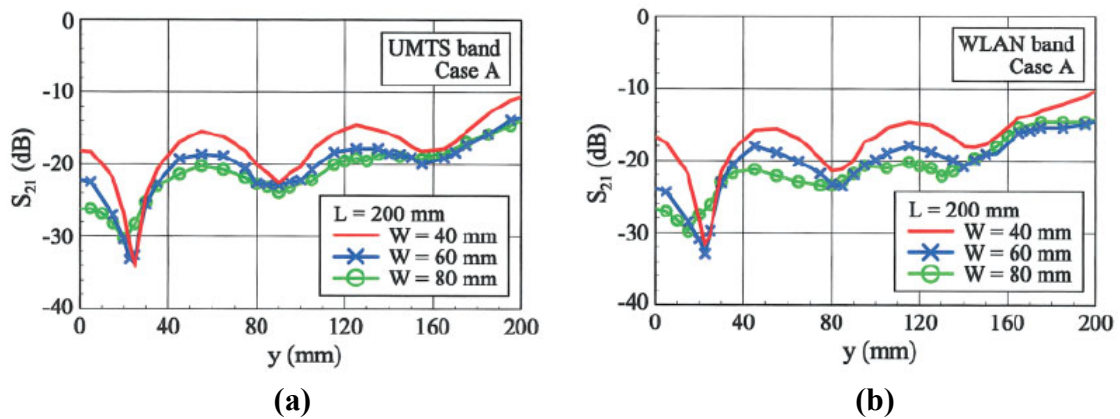 0
-10
-20
-30
-40
S21 (dB)
UMTS band
Case A
L = 200 mm
W = 40 mm
W = 60 mm
W = 80 mm
0 40 80 120 160 200
y (mm)
(a)
0
-10
-20
-30
-40
S21 (dB)
WLAN band
Case A
L = 200 mm
W = 40 mm
W = 60 mm
W = 80 mm
0 40 80 120 160 200
y (mm)
(b)